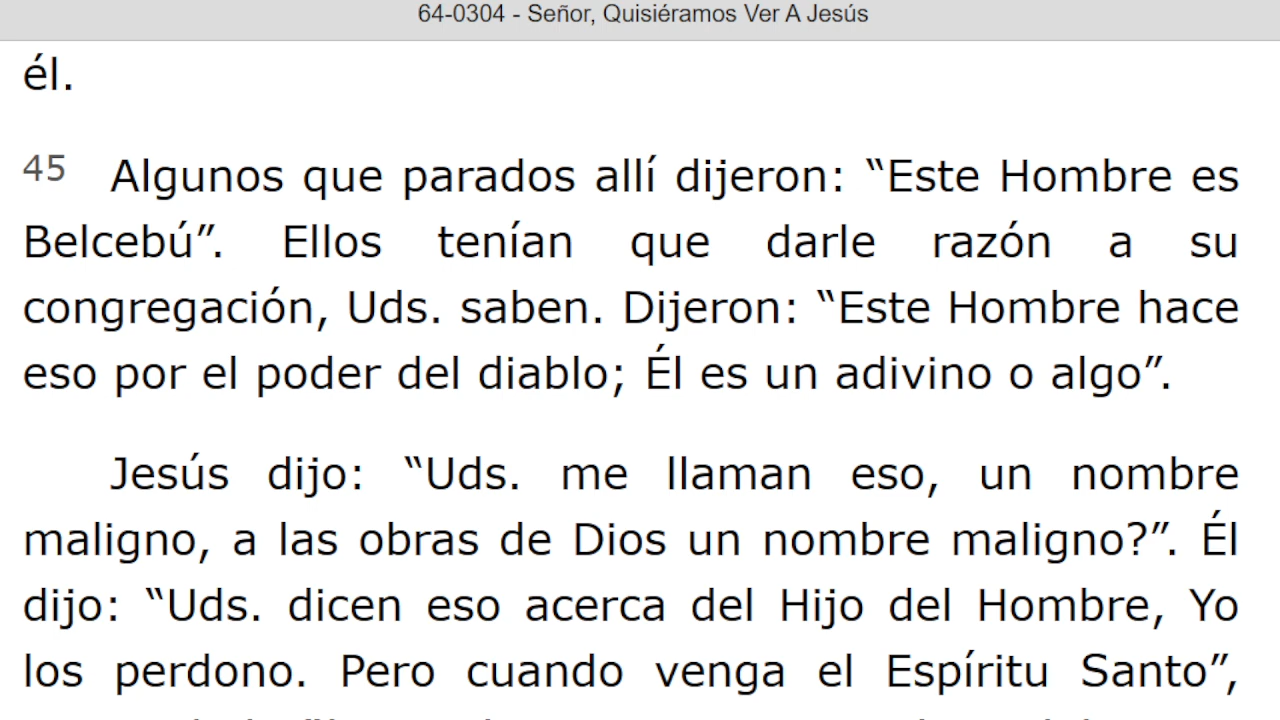 64-0304 - Señor, Quisiéramos Ver A Jesús
él.
45 Algunos que parados allí dijeron: “Este Hombre es
Belcebú”. Ellos tenían que darle razón a su
congregación, Uds. saben. Dijeron: “Este Hombre hace
eso por el poder del diablo; Él es un adivino o algo”.
Jesús dijo: “Uds. me llaman eso, un nombre
maligno, a las obras de Dios un nombre maligno?”. Él
dijo: “Uds. dicen eso acerca del Hijo del Hombre, Yo
los perdono. Pero cuando venga el Espíritu Santo”,